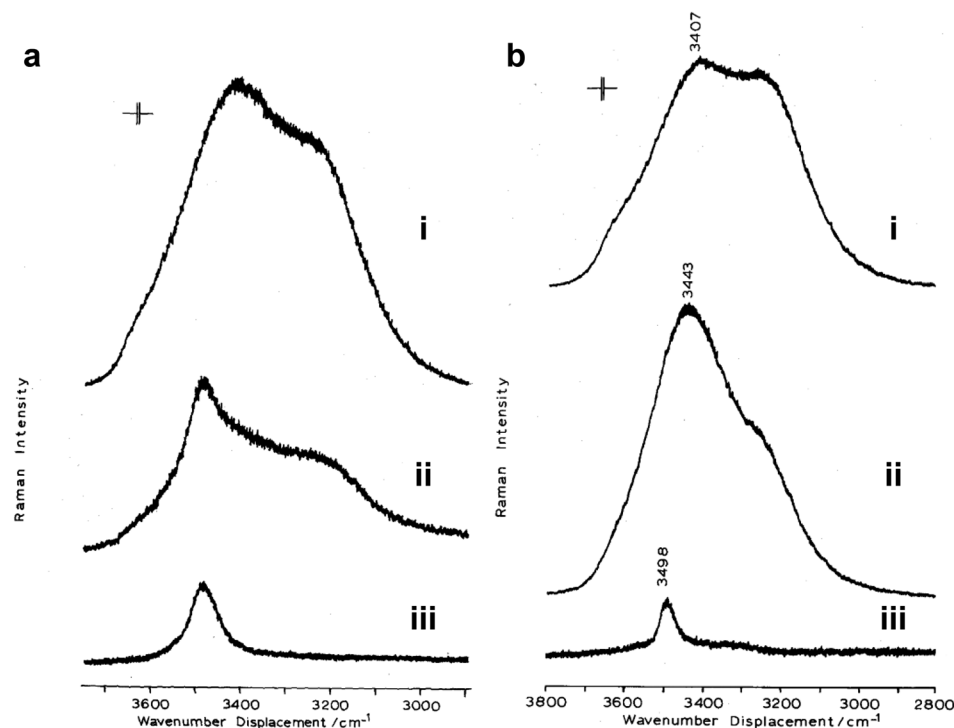 a
i
ii
iii
Raman Intensity
3600 3400 3200 3000
Wavenumber Displacement/cm⁻¹
b
3407
i
3443
ii
3498
iii
Raman Intensity
3800 3600 3400 3200 3000 2800
Wavenumber Displacement/cm⁻¹